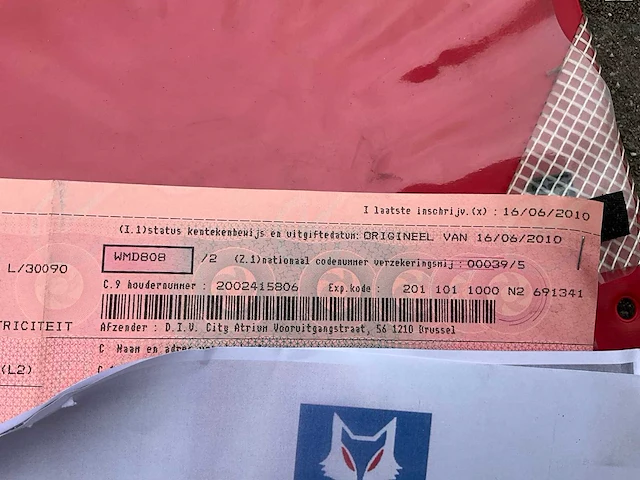 I laatste inschrijv.(x) : 16/06/2010
(I.1)status kentekenbewijs en uitgiftedatum: ORIGINEEL VAN 16/06/2010
WMD808 /2 (Z.1)nationaal codenummer verzekeringsmij : 00039/5
L/30090
C.9 houdernummer : 2002415806 Exp.kode : 201 101 1000 N2 691341
TRICITEIT
Afzender : D.I.V. City Atrium Vooruitgangstraat, 56 1210 Brussel
C Naam en adres
(L2)